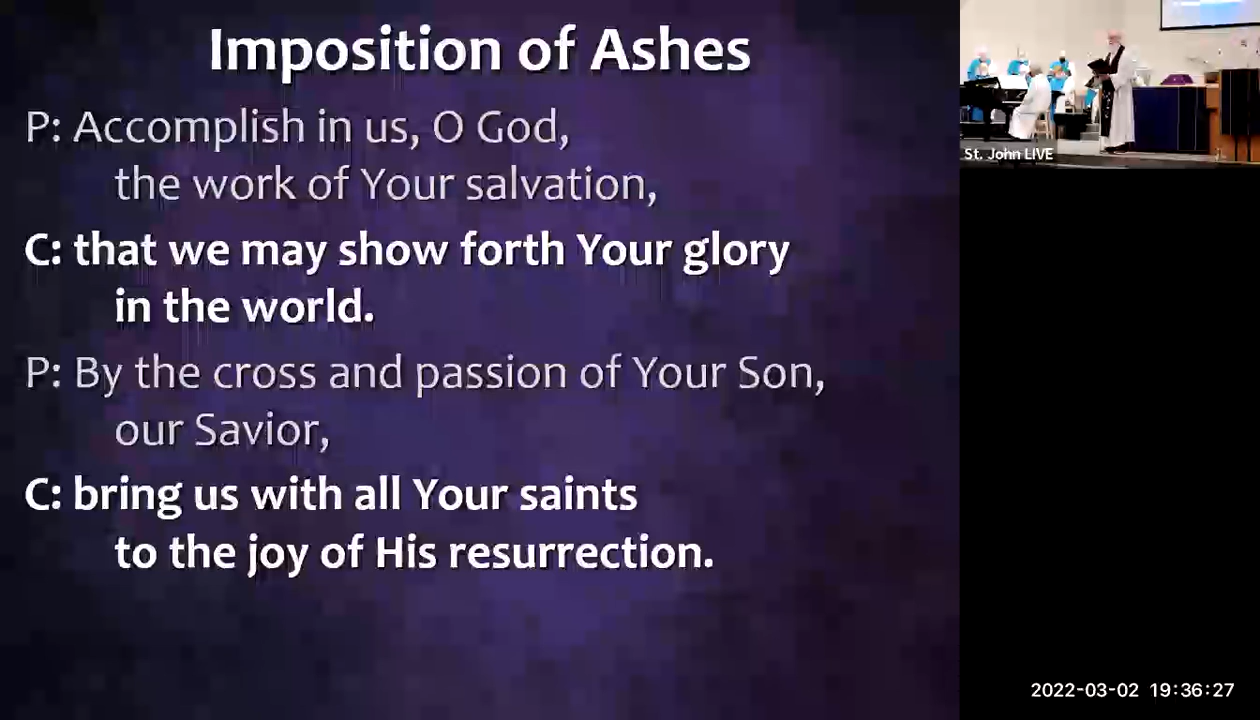 Imposition of Ashes
P: Accomplish in us, O God,
the work of Your salvation,
C: that we may show forth Your glory
in the world.
P: By the cross and passion of Your Son,
our Savior,
C: bring us with all Your saints
to the joy of His resurrection.
St. John LIVE
2022-03-02 19:36:27